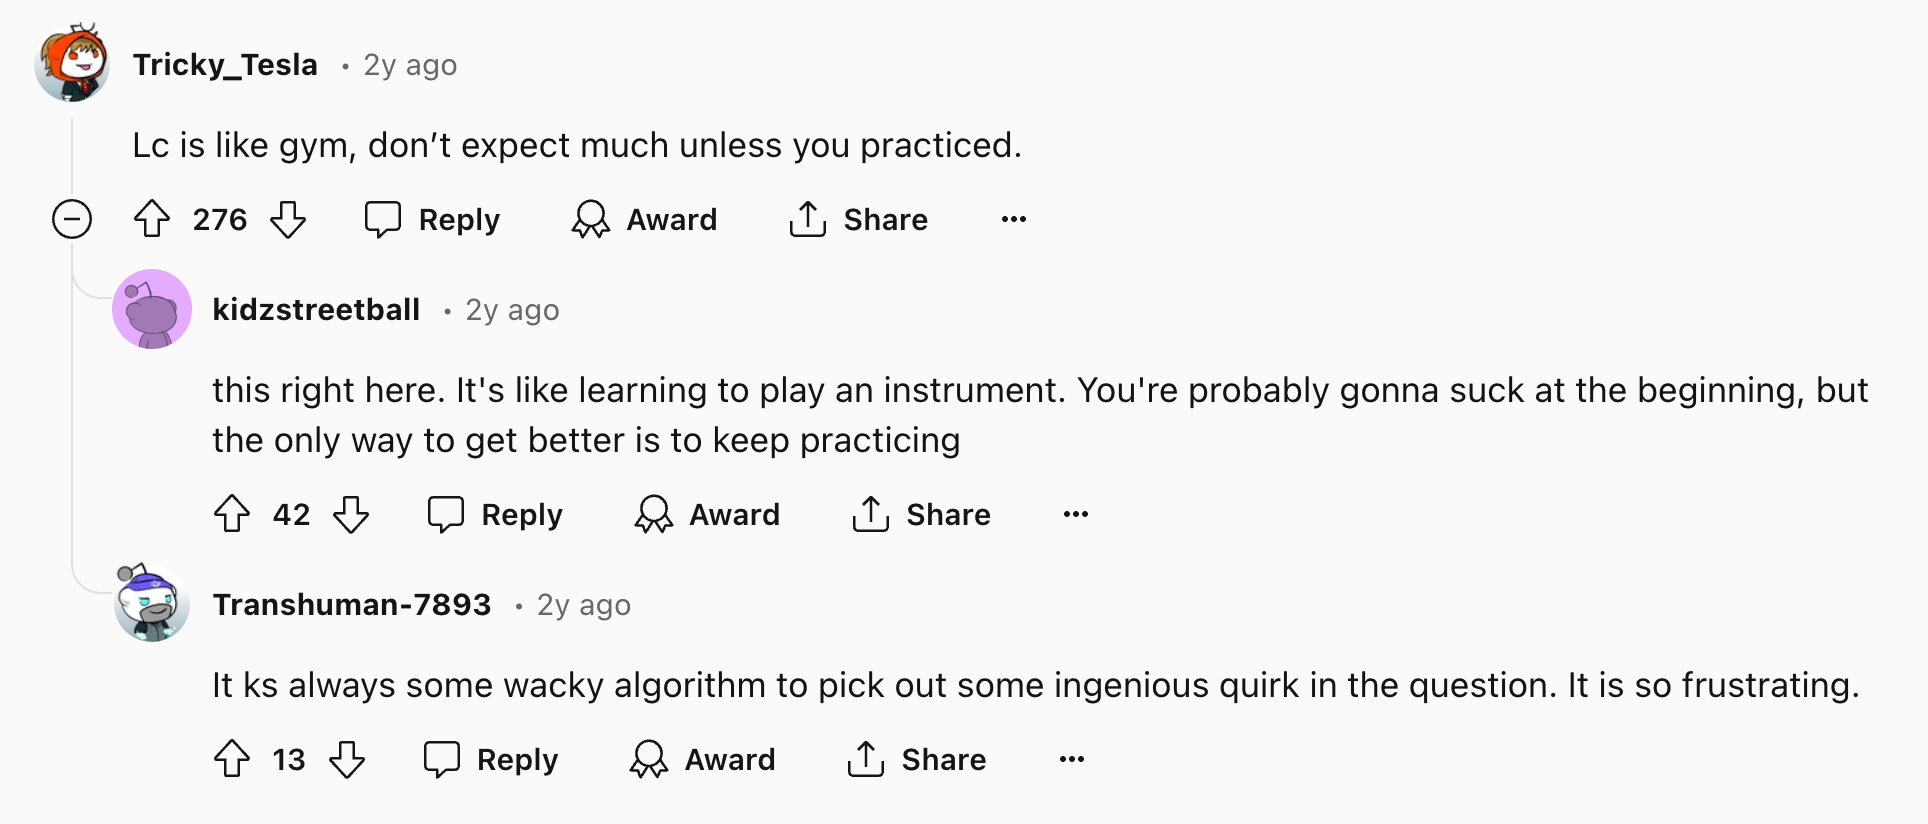 Tricky_Tesla • 2y ago
Lc is like gym, don’t expect much unless you practiced.
276 Reply Award Share
kidzstreetball • 2y ago
this right here. It's like learning to play an instrument. You're probably gonna suck at the beginning, but
the only way to get better is to keep practicing
42 Reply Award Share
Transhuman-7893 • 2y ago
It ks always some wacky algorithm to pick out some ingenious quirk in the question. It is so frustrating.
13 Reply Award Share